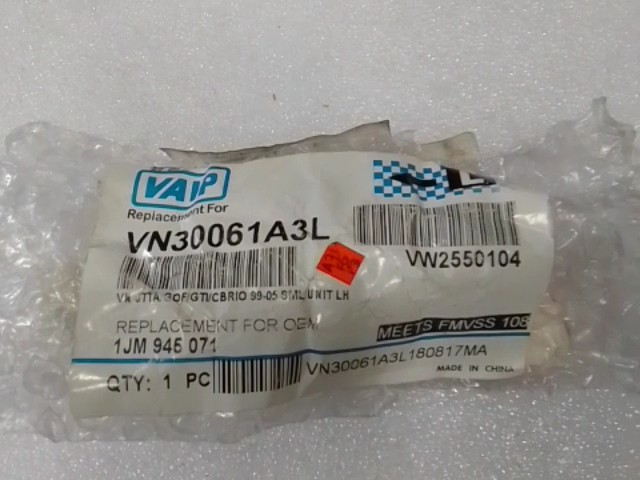 VAIP
Replacement For
VN30061A3L
VW2550104
VW JTTA GOF/GTI/CBRIO 99-05 SML UNIT LH
REPLACEMENT FOR OEM
1JM 945 071
MEETS FMVSS 108
QTY: 1 PC
VN30061A3L180817MA
MADE IN CHINA